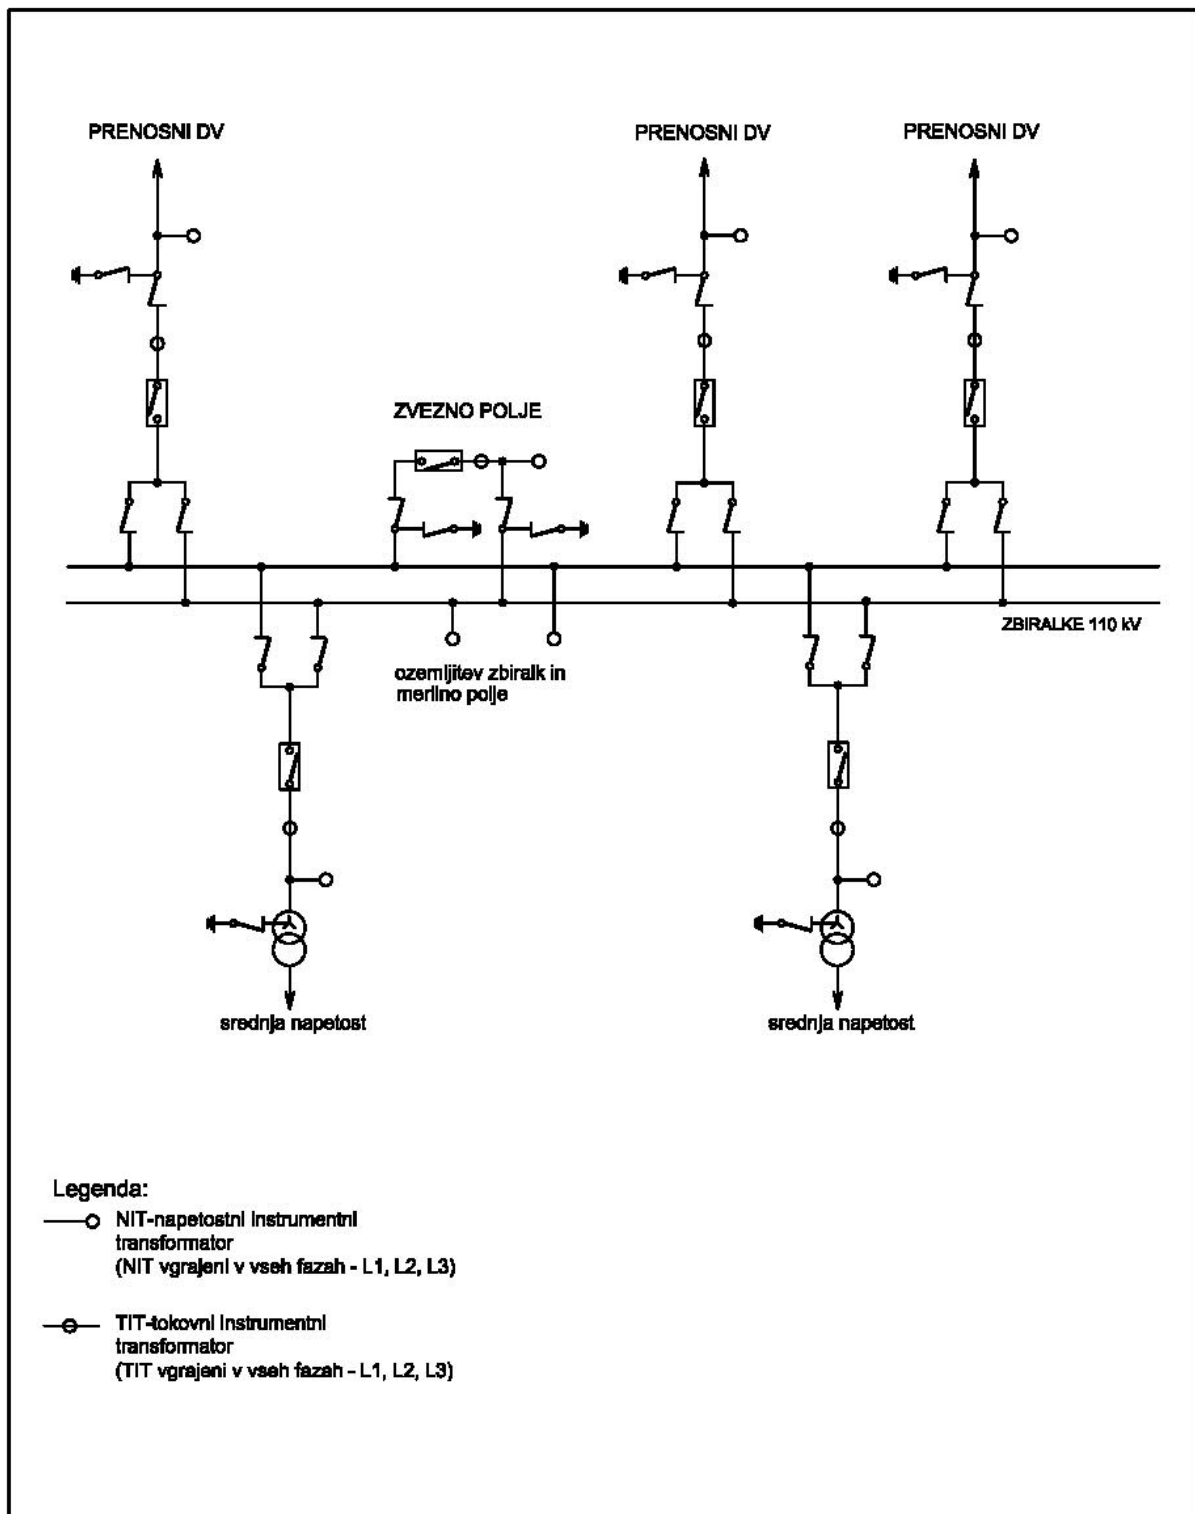 PRENOSNI DV
PRENOSNI DV
PRENOSNI DV
ZVEZNO POLJE
ZBIRALKE 110 kV
ozemljitev zbiralk in
merilno polje
srednja napetost
srednja napetost
Legenda:
NIT-napetostni instrumentni
transformator
(NIT vgrajeni v vseh fazah - L1, L2, L3)
TIT-tokovni instrumentni
transformator
(TIT vgrajeni v vseh fazah - L1, L2, L3)